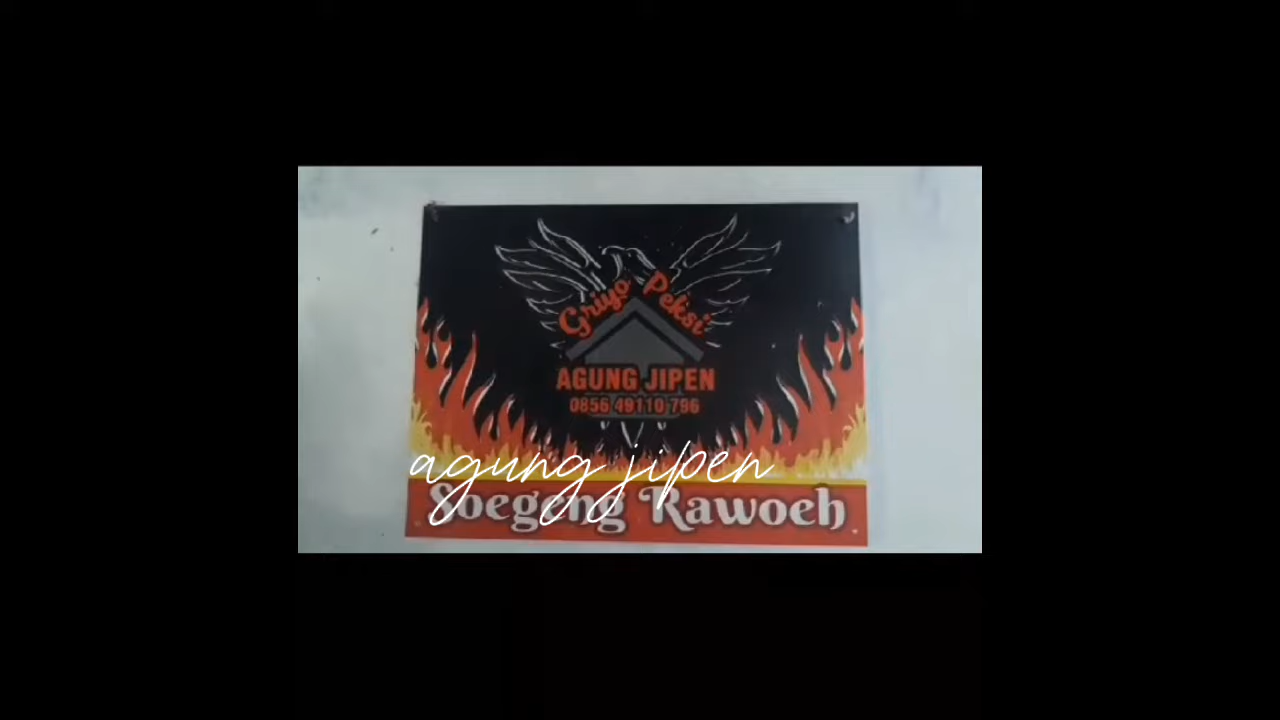 Griyo Peksi
AGUNG JIPEN
0856 49110 796
agung jipen
Soegeng Rawoeh